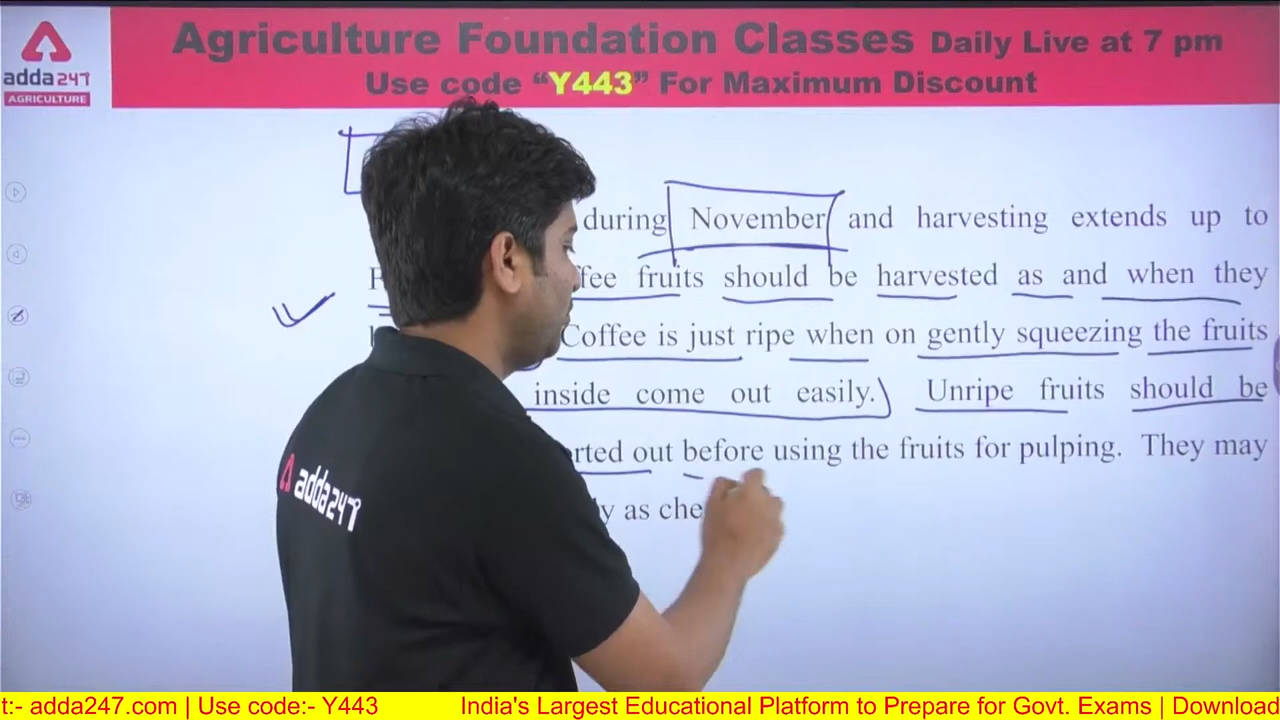 Agriculture Foundation Classes Daily Live at 7 pm
Use code “Y443” For Maximum Discount
adda247
AGRICULTURE
during November and harvesting extends up to
fruits should be harvested as and when they
Coffee is just ripe when on gently squeezing the fruits
inside come out easily. Unripe fruits should be
out before using the fruits for pulping. They may
as
adda247
t:- adda247.com | Use code:- Y443 India's Largest Educational Platform to Prepare for Govt. Exams | Download